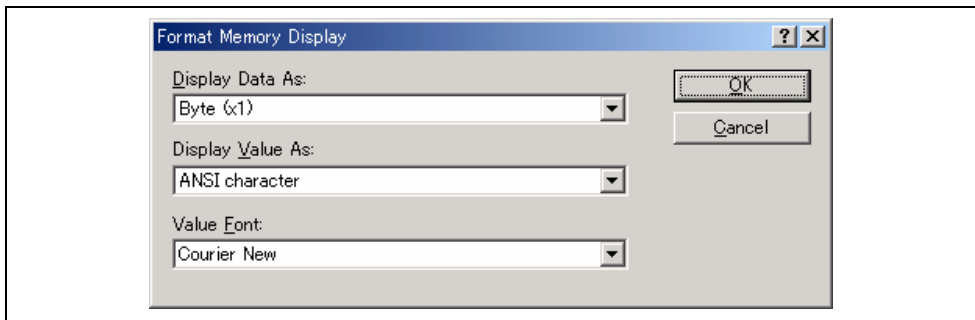 Format Memory Display
Display Data As:
OK
Byte (x1)
Cancel
Display Value As:
ANSI character
Value Font:
Courier New